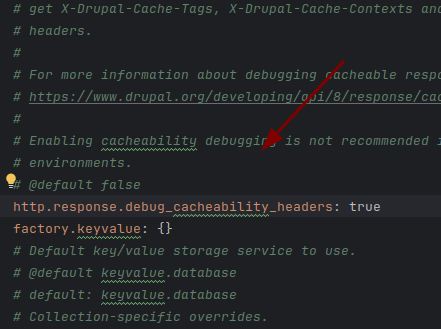 # get X-Drupal-Cache-Tags, X-Drupal-Cache-Contexts and
# headers.
#
# For more information about debugging cacheable resp
# https://www.drupal.org/developing/api/8/response/cac
#
# Enabling cacheability debugging is not recommended i
# environments.
# @default false
http.response.debug_cacheability_headers: true
factory.keyvalue: {}
# Default key/value storage service to use.
# @default keyvalue.database
# default: keyvalue.database
# Collection-specific overrides.